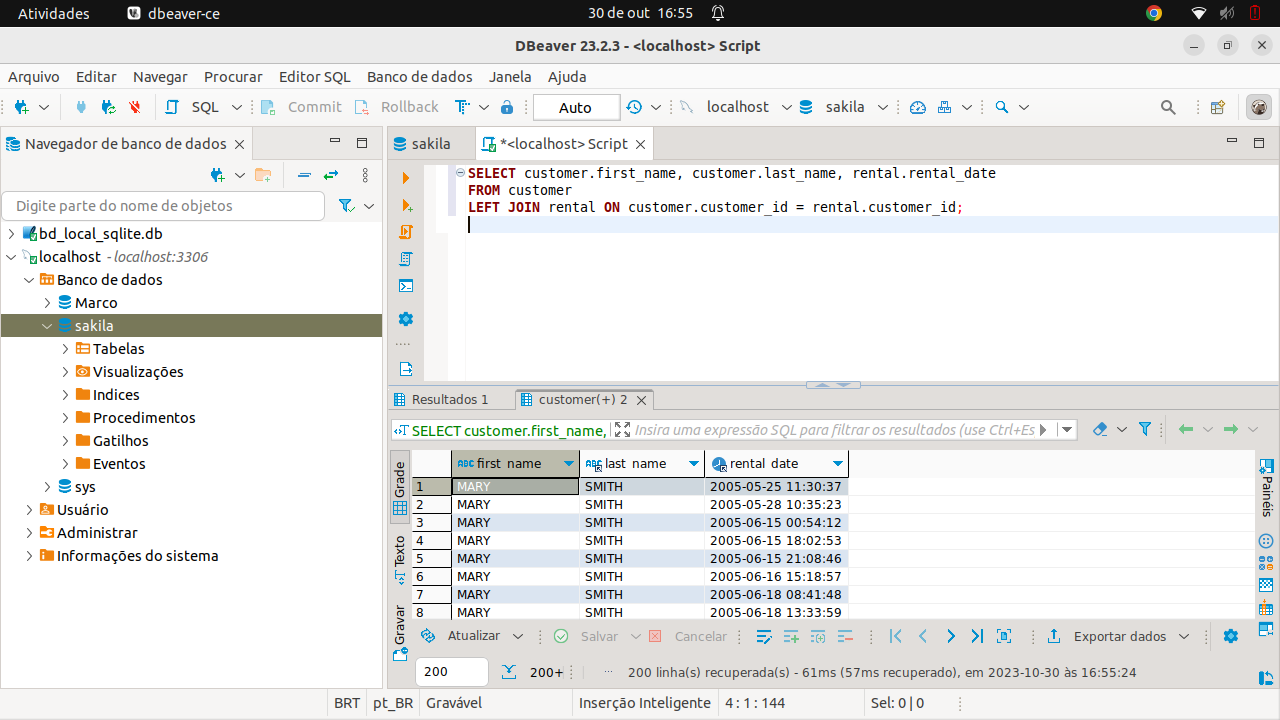 Atividades dbeaver-ce 30 de out 16:55
DBeaver 23.2.3 - <localhost> Script
Arquivo Editar Navegar Procurar Editor SQL Banco de dados Janela Ajuda
SQL Commit Rollback Auto localhost sakila
Navegador de banco de dados
Digite parte do nome de objetos
bd_local_sqlite.db
localhost - localhost:3306
Banco de dados
Marco
sakila
Tabelas
Visualizações
Indices
Procedimentos
Gatilhos
Eventos
sys
Usuário
Administrar
Informações do sistema
sakila *<localhost> Script
SELECT customer.first_name, customer.last_name, rental.rental_date
FROM customer
LEFT JOIN rental ON customer.customer_id = rental.customer_id;
Resultados 1 customer(+) 2
SELECT customer.first_name, Insira uma expressão SQL para filtrar os resultados (use Ctrl+Es
Grade
Texto
Gravar
first_name last_name rental_date
1 MARY SMITH 2005-05-25 11:30:37
2 MARY SMITH 2005-05-28 10:35:23
3 MARY SMITH 2005-06-15 00:54:12
4 MARY SMITH 2005-06-15 18:02:53
5 MARY SMITH 2005-06-15 21:08:46
6 MARY SMITH 2005-06-16 15:18:57
7 MARY SMITH 2005-06-18 08:41:48
8 MARY SMITH 2005-06-18 13:33:59
Painéis
Atualizar Salvar Cancelar Exportar dados
200 200+ ... 200 linha(s) recuperada(s) - 61ms (57ms recuperado), em 2023-10-30 às 16:55:24
BRT pt_BR Gravável Inserção Inteligente 4 : 1 : 144 Sel: 0 | 0